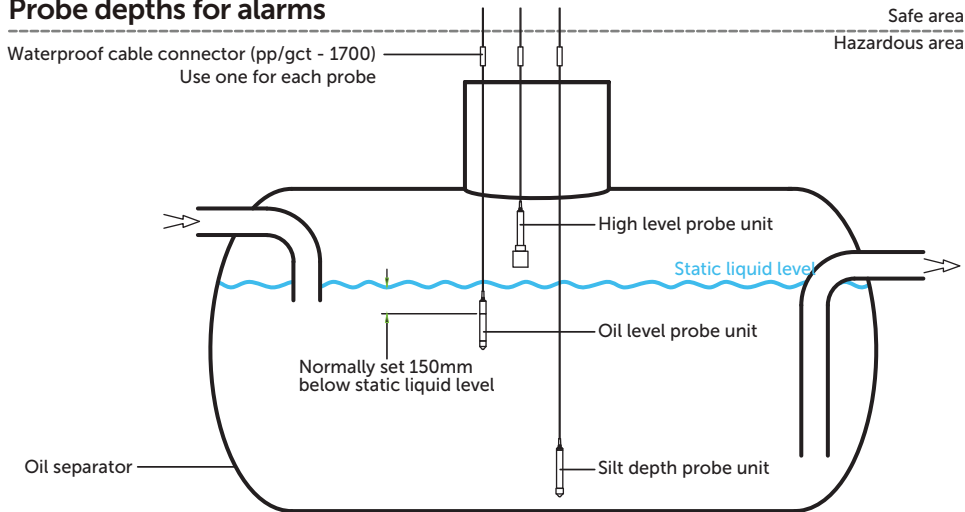 Probe depths for alarms
Safe area
Hazardous area
Waterproof cable connector (pp/gct - 1700)
Use one for each probe
High level probe unit
Static liquid level
Oil level probe unit
Normally set 150mm
below static liquid level
Oil separator
Silt depth probe unit